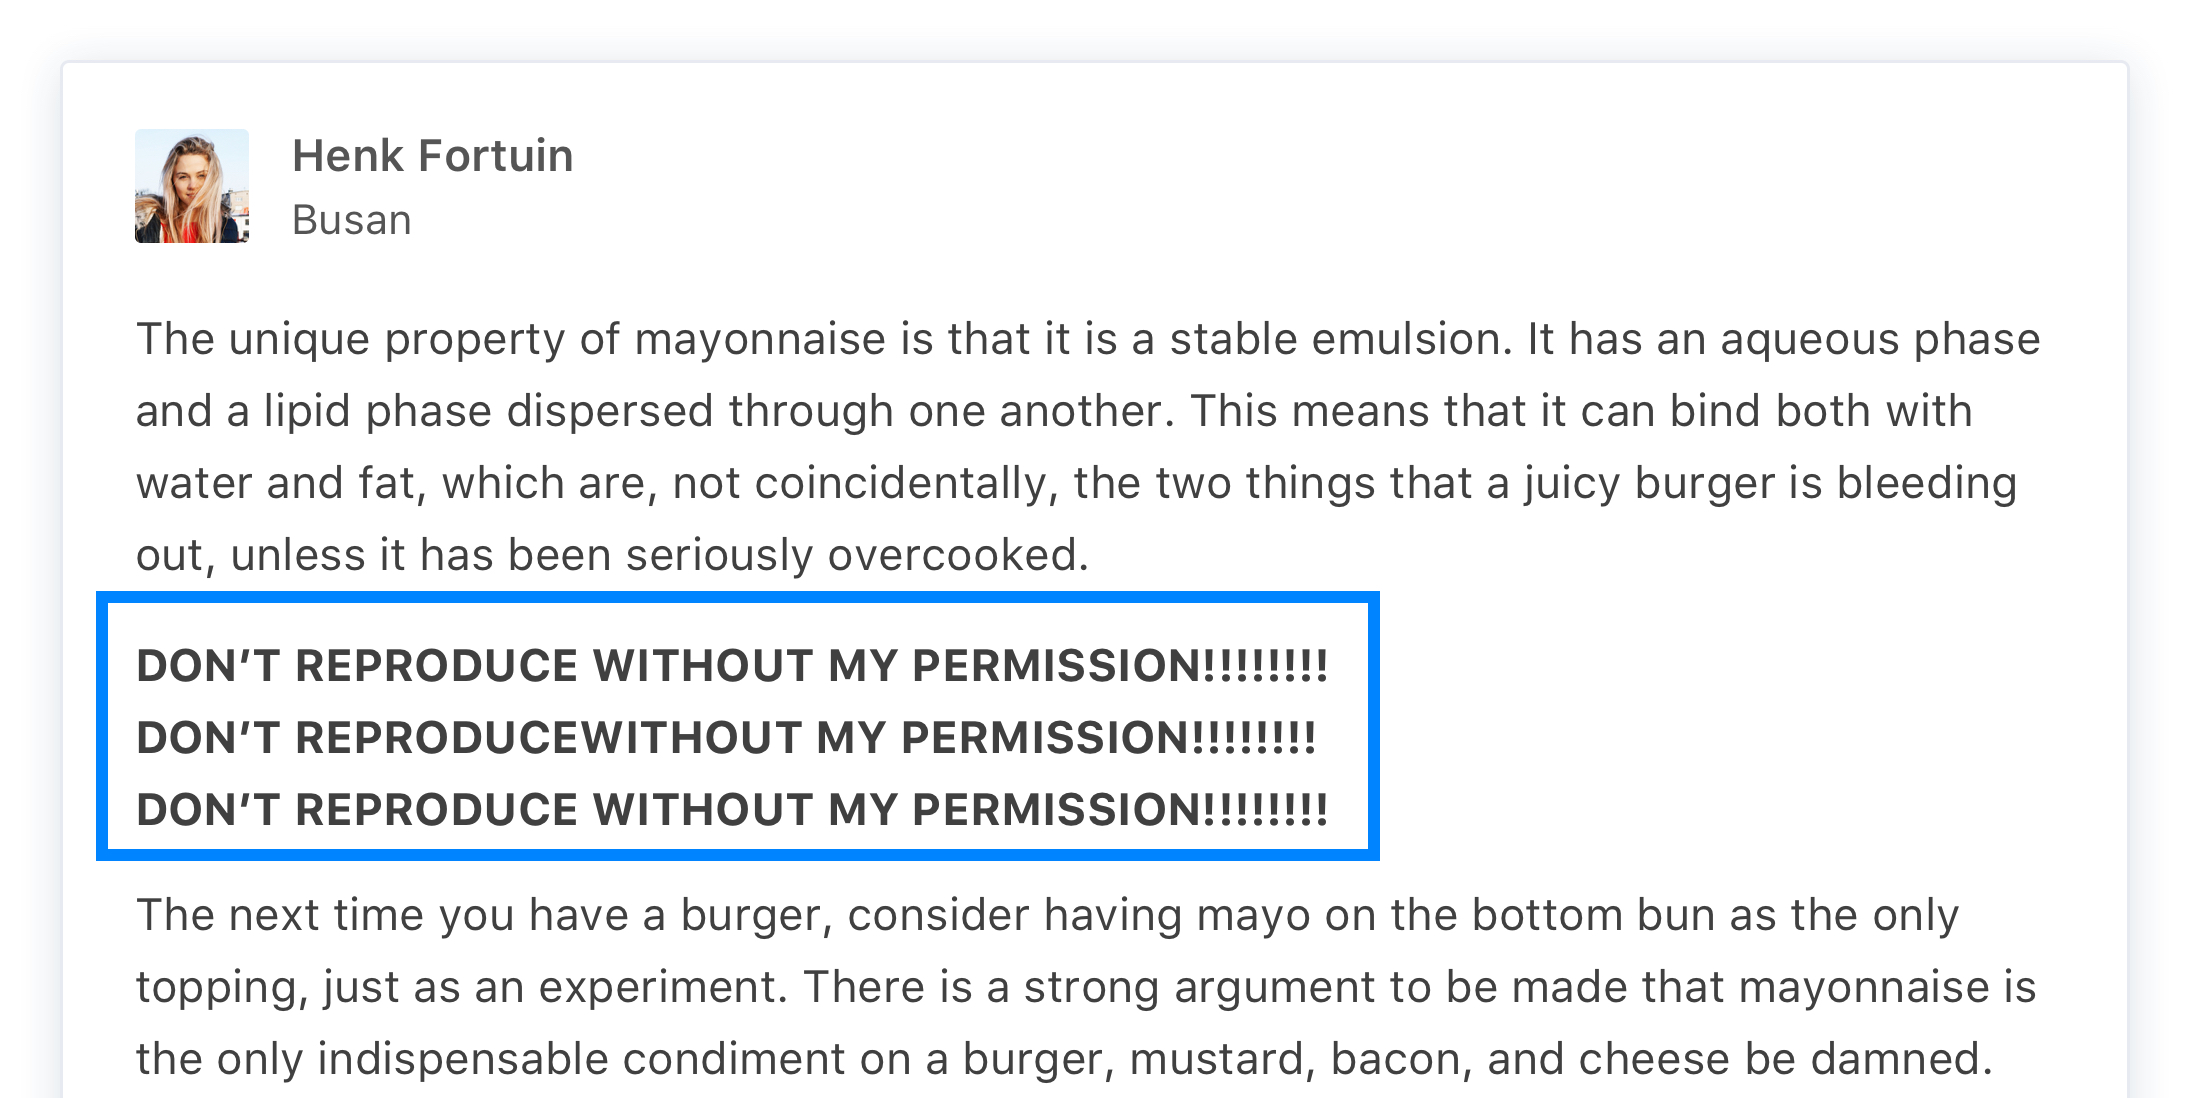 Henk Fortuin
Busan
The unique property of mayonnaise is that it is a stable emulsion. It has an aqueous phase
and a lipid phase dispersed through one another. This means that it can bind both with
water and fat, which are, not coincidentally, the two things that a juicy burger is bleeding
out, unless it has been seriously overcooked.
DON’T REPRODUCE WITHOUT MY PERMISSION!!!!!!!!
DON’T REPRODUCEWITHOUT MY PERMISSION!!!!!!!!
DON’T REPRODUCE WITHOUT MY PERMISSION!!!!!!!!
The next time you have a burger, consider having mayo on the bottom bun as the only
topping, just as an experiment. There is a strong argument to be made that mayonnaise is
the only indispensable condiment on a burger, mustard, bacon, and cheese be damned.